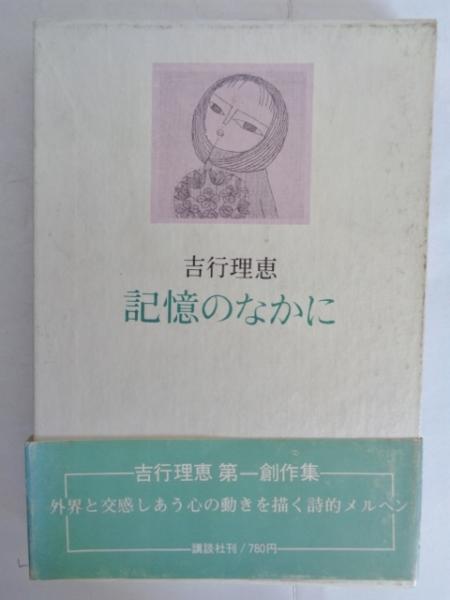 吉行理恵
記憶のなかに
吉行理恵 第一創作集
外界と交感しあう心の動きを描く詩的メルヘン
講談社刊/780円